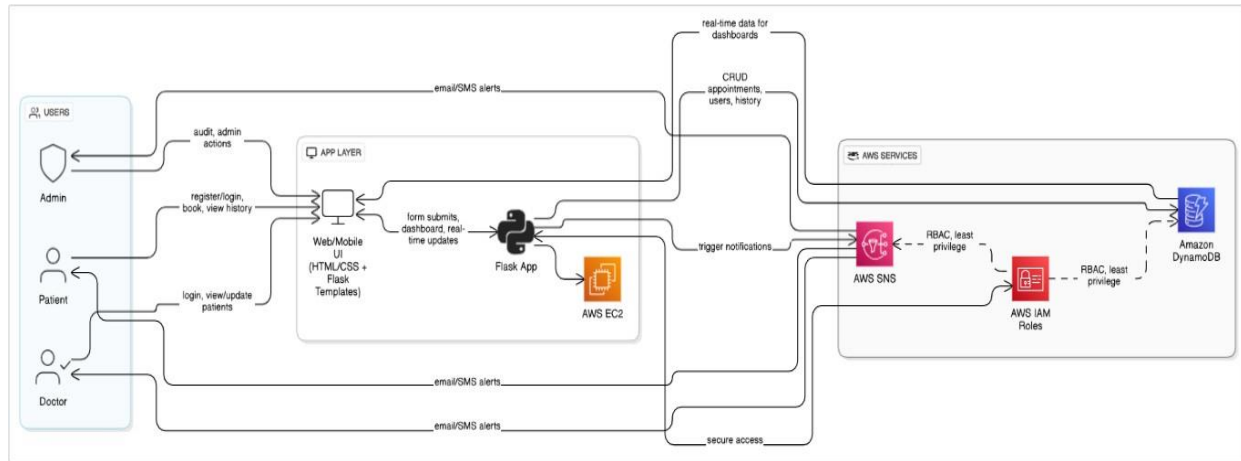 real-time data for
dashboards
CRUD
appointments,
users, history
email/SMS alerts
USERS
audit, admin
actions
Admin
register/login,
book, view history
Patient
login, view/update
patients
Doctor
APP LAYER
Web/Mobile
UI
(HTML/CSS +
Flask
Templates)
form submits,
dashboard, real-
time updates
Flask App
AWS EC2
trigger notifications
AWS SERVICES
AWS SNS
RBAC, least
privilege
AWS IAM
Roles
RBAC, least
privilege
Amazon
DynamoDB
email/SMS alerts
email/SMS alerts
secure access